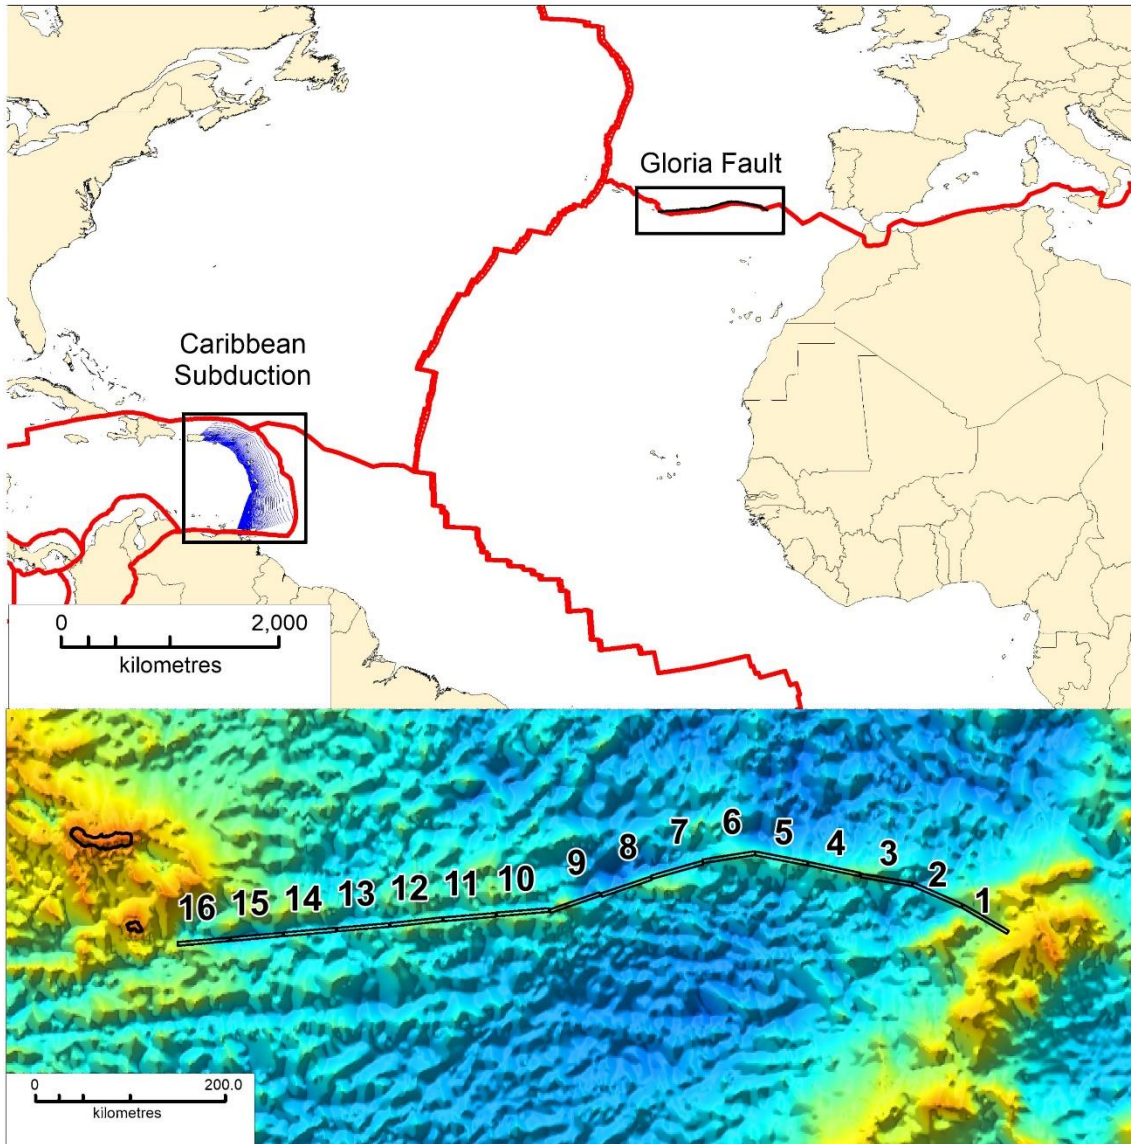 Gloria Fault
Caribbean
Subduction
0 2,000
kilometres
16 15 14 13 12 11 10 9 8 7 6 5 4 3 2 1
0 200.0
kilometres